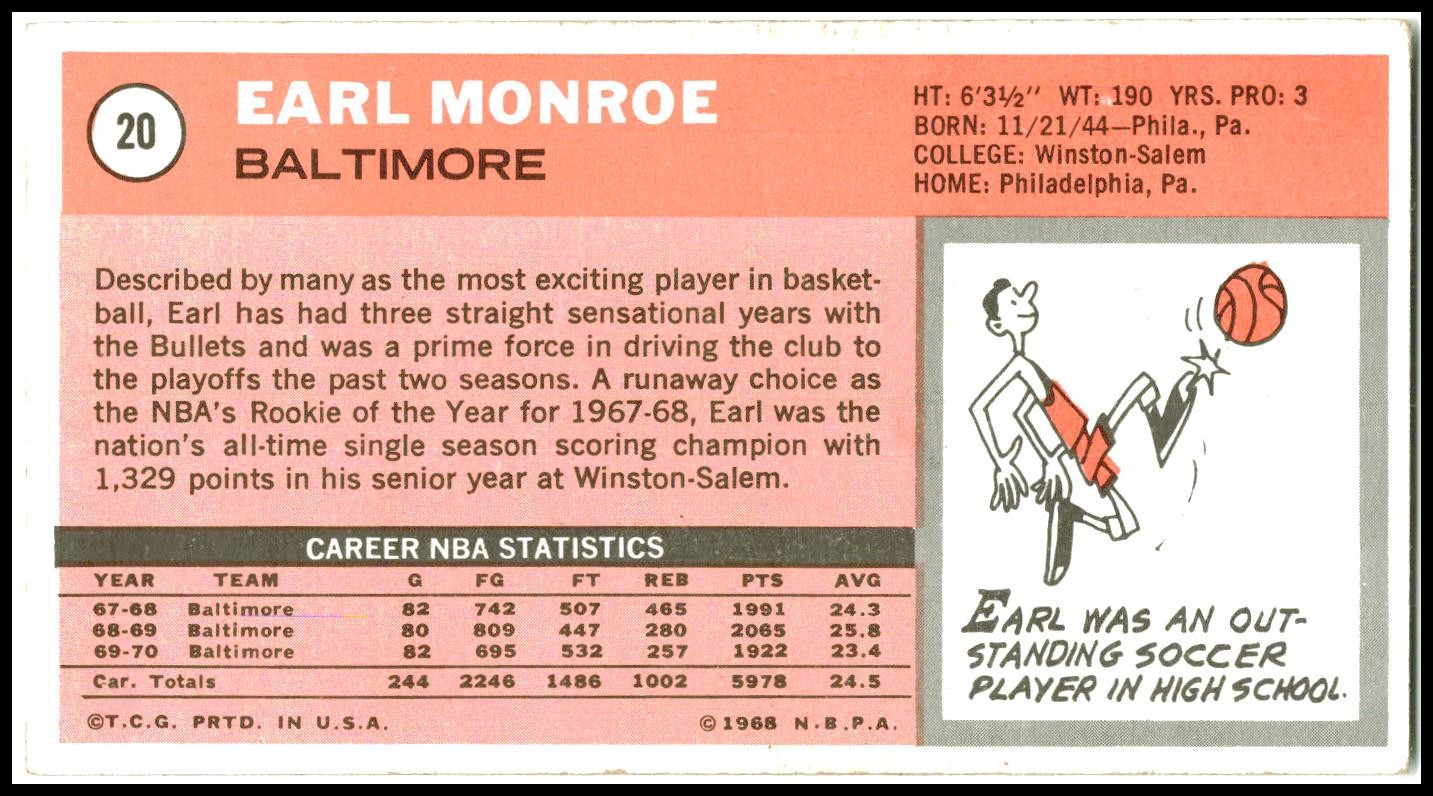 20
EARL MONROE
BALTIMORE
HT: 6'3½" WT: 190 YRS. PRO: 3
BORN: 11/21/44—Phila., Pa.
COLLEGE: Winston-Salem
HOME: Philadelphia, Pa.
Described by many as the most exciting player in basket-
ball, Earl has had three straight sensational years with
the Bullets and was a prime force in driving the club to
the playoffs the past two seasons. A runaway choice as
the NBA's Rookie of the Year for 1967-68, Earl was the
nation's all-time single season scoring champion with
1,329 points in his senior year at Winston-Salem.
CAREER NBA STATISTICS
YEAR TEAM G FG FT REB PTS AVG
67-68 Baltimore 82 742 507 465 1991 24.3
68-69 Baltimore 80 809 447 280 2065 25.8
69-70 Baltimore 82 695 532 257 1922 23.4
Car. Totals 244 2246 1486 1002 5978 24.5
©T.C.G. PRTD. IN U.S.A. ©1968 N.B.P.A.
EARL WAS AN OUT-
STANDING SOCCER
PLAYER IN HIGH SCHOOL.